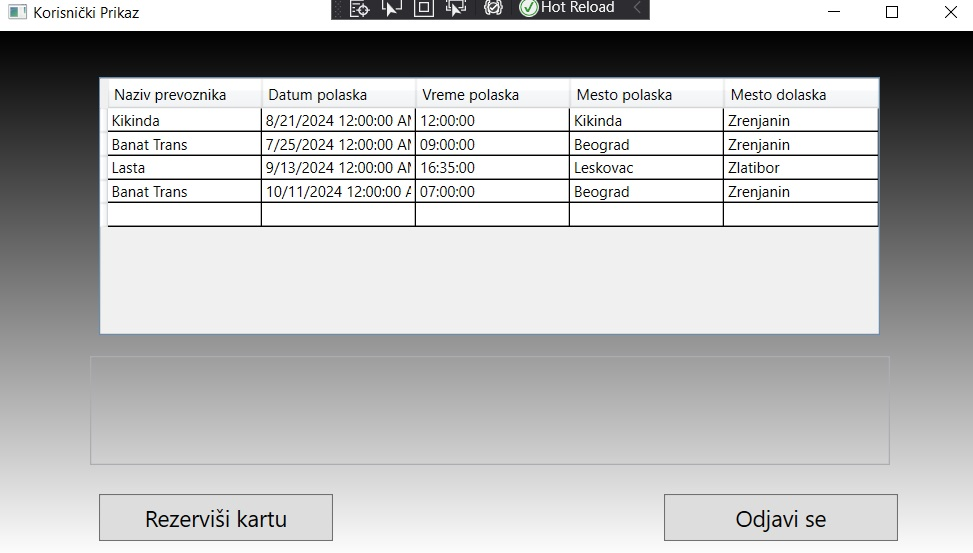 Korisnički Prikaz
Hot Reload
Naziv prevoznika Datum polaska Vreme polaska Mesto polaska Mesto dolaska
Kikinda 8/21/2024 12:00:00 AM 12:00:00 Kikinda Zrenjanin
Banat Trans 7/25/2024 12:00:00 AM 09:00:00 Beograd Zrenjanin
Lasta 9/13/2024 12:00:00 AM 16:35:00 Leskovac Zlatibor
Banat Trans 10/11/2024 12:00:00 A 07:00:00 Beograd Zrenjanin
Rezerviši kartu Odjavi se